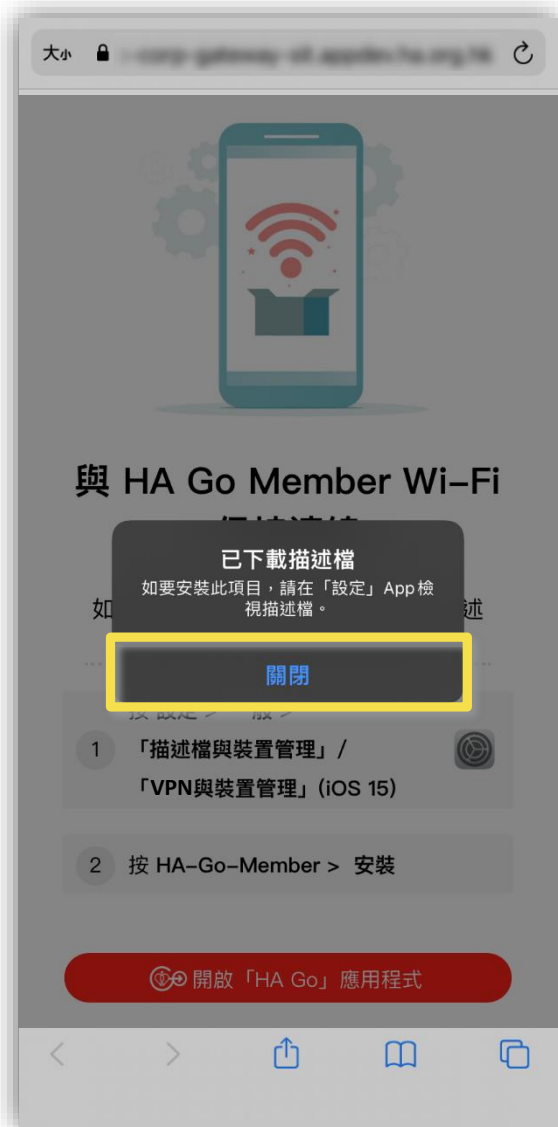 大小
與 HA Go Member Wi-Fi
已下載描述檔
如要安裝此項目，請在「設定」App 檢
視描述檔。
如
述
關閉
1
「描述檔與裝置管理」/
「VPN與裝置管理」(iOS 15)
2 按 HA-Go-Member > 安裝
開啟「HA Go」應用程式